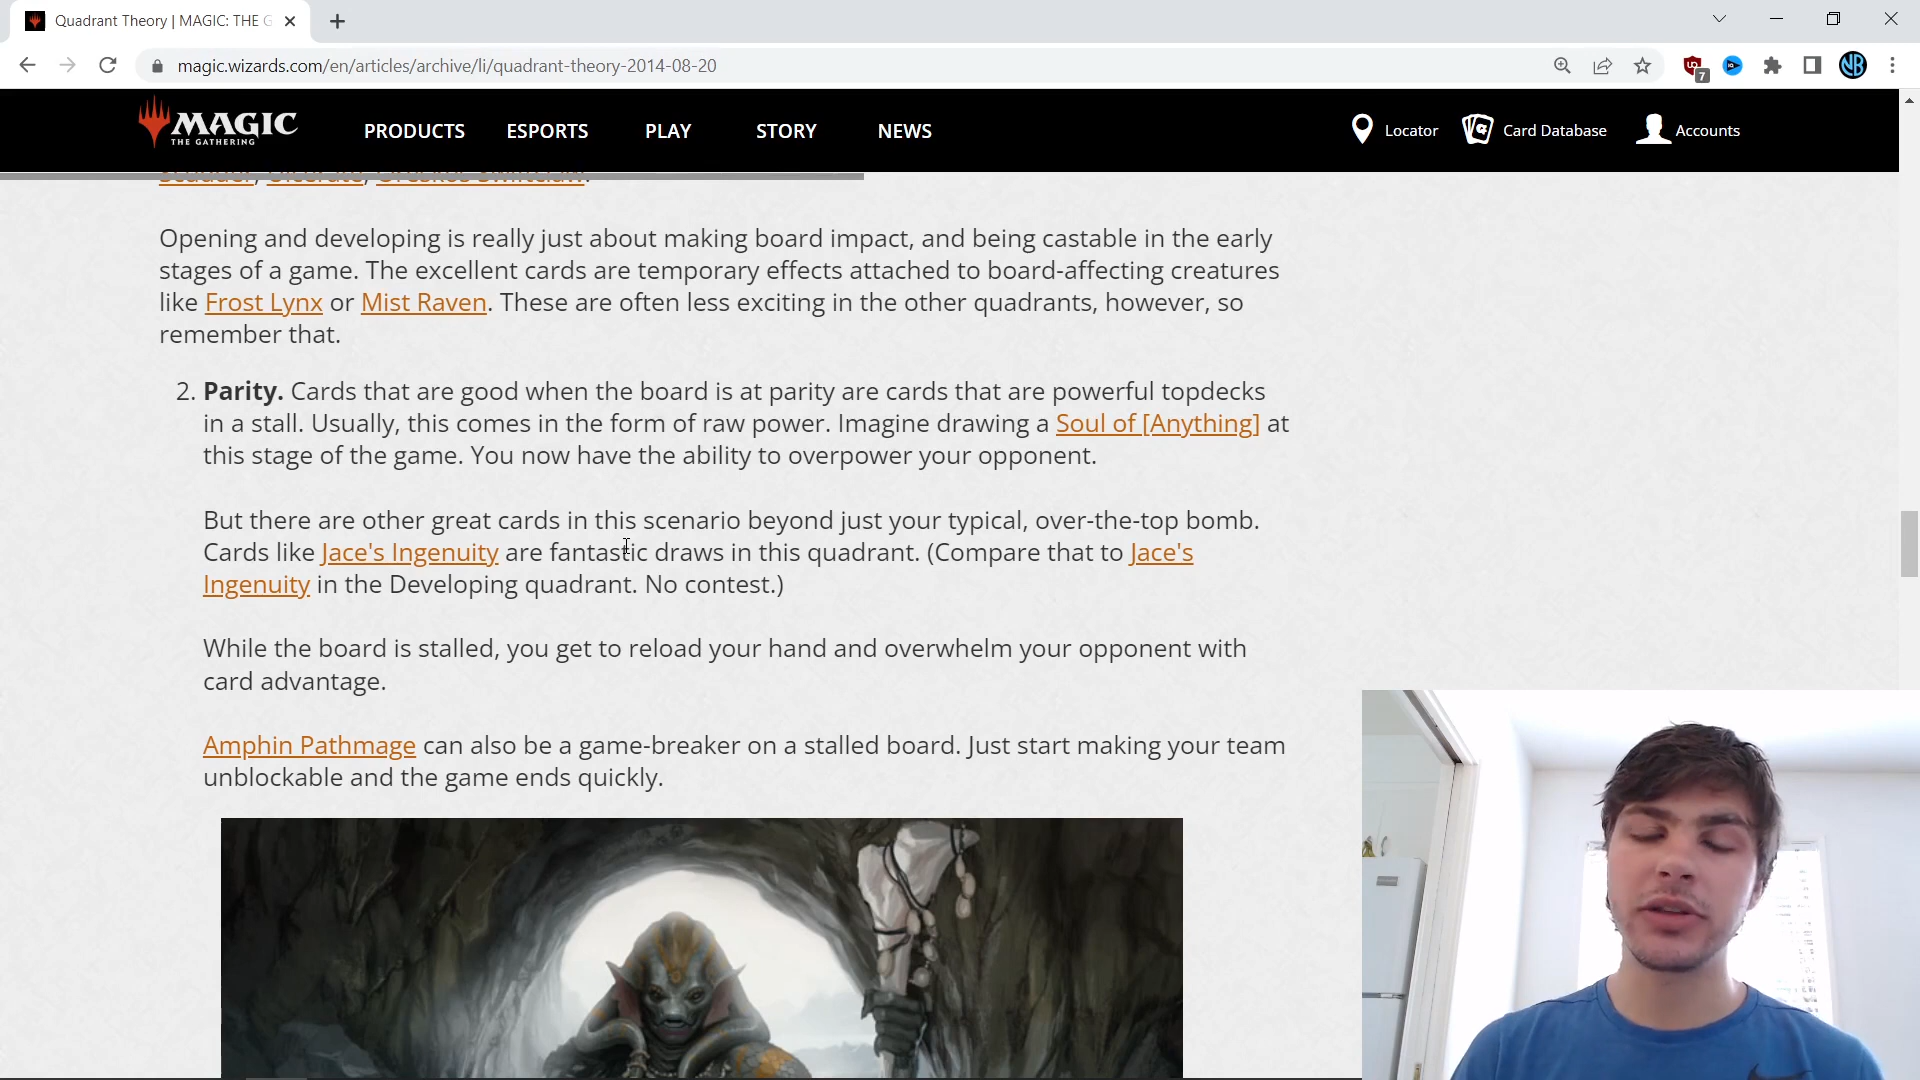 Quadrant Theory | MAGIC: THE G
magic.wizards.com/en/articles/archive/li/quadrant-theory-2014-08-20
7
NB
MAGIC
THE GATHERING
PRODUCTS
ESPORTS
PLAY
STORY
NEWS
Locator
Card Database
Accounts
Opening and developing is really just about making board impact, and being castable in the early
stages of a game. The excellent cards are temporary effects attached to board-affecting creatures
like Frost Lynx or Mist Raven. These are often less exciting in the other quadrants, however, so
remember that.
2. Parity. Cards that are good when the board is at parity are cards that are powerful topdecks
in a stall. Usually, this comes in the form of raw power. Imagine drawing a Soul of [Anything] at
this stage of the game. You now have the ability to overpower your opponent.
But there are other great cards in this scenario beyond just your typical, over-the-top bomb.
Cards like Jace's Ingenuity are fantastic draws in this quadrant. (Compare that to Jace's
Ingenuity in the Developing quadrant. No contest.)
While the board is stalled, you get to reload your hand and overwhelm your opponent with
card advantage.
Amphin Pathmage can also be a game-breaker on a stalled board. Just start making your team
unblockable and the game ends quickly.